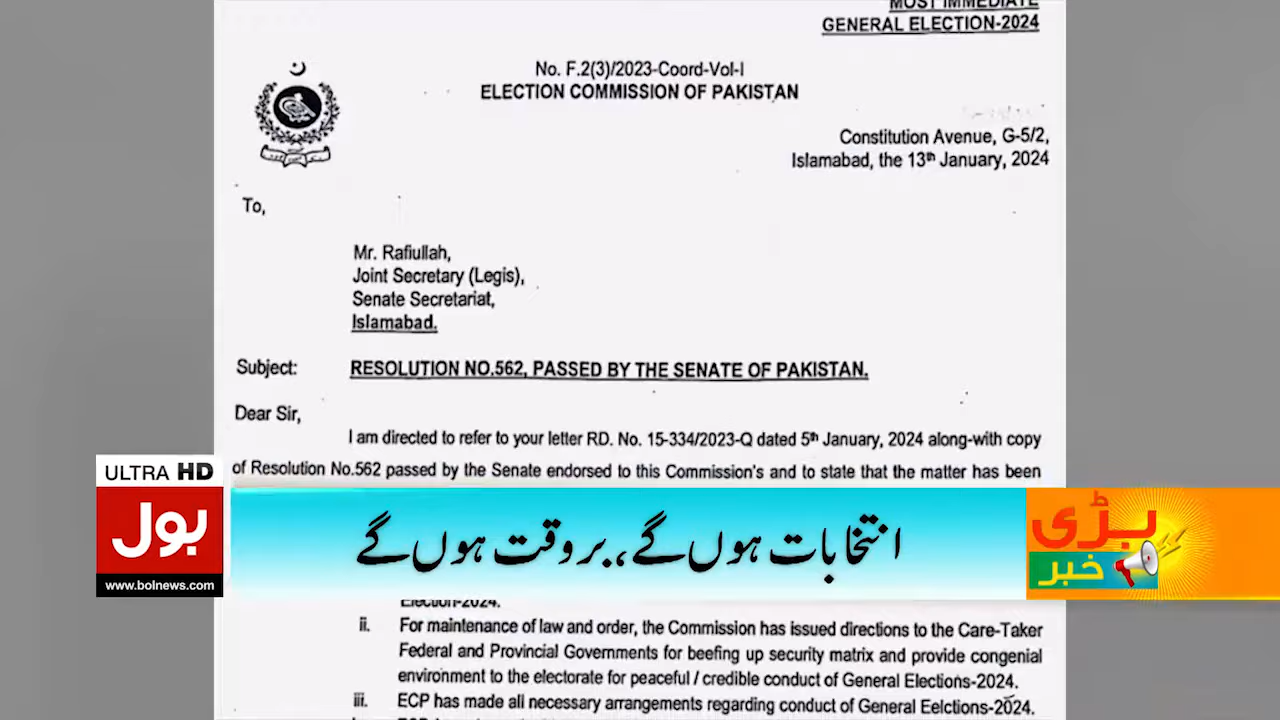 MOST IMMEDIATE
GENERAL ELECTION-2024
No. F.2(3)/2023-Coord-Vol-I
ELECTION COMMISSION OF PAKISTAN
Constitution Avenue, G-5/2,
Islamabad, the 13th January, 2024
To,
Mr. Rafiullah,
Joint Secretary (Legis),
Senate Secretariat,
Islamabad.
Subject: RESOLUTION NO.562, PASSED BY THE SENATE OF PAKISTAN.
Dear Sir,
I am directed to refer to your letter RD. No. 15-334/2023-Q dated 5th January, 2024 along-with copy
of Resolution No.562 passed by the Senate endorsed to this Commission's and to state that the matter has been
ULTRA HD
بول
www.bolnews.com
انتخابات ہوں گے،، بروقت ہوں گے
بڑی
خبر
Election-2024.
ii. For maintenance of law and order, the Commission has issued directions to the Care-Taker
Federal and Provincial Governments for beefing up security matrix and provide congenial
environment to the electorate for peaceful / credible conduct of General Elections-2024.
iii. ECP has made all necessary arrangements regarding conduct of General Eelctions-2024.